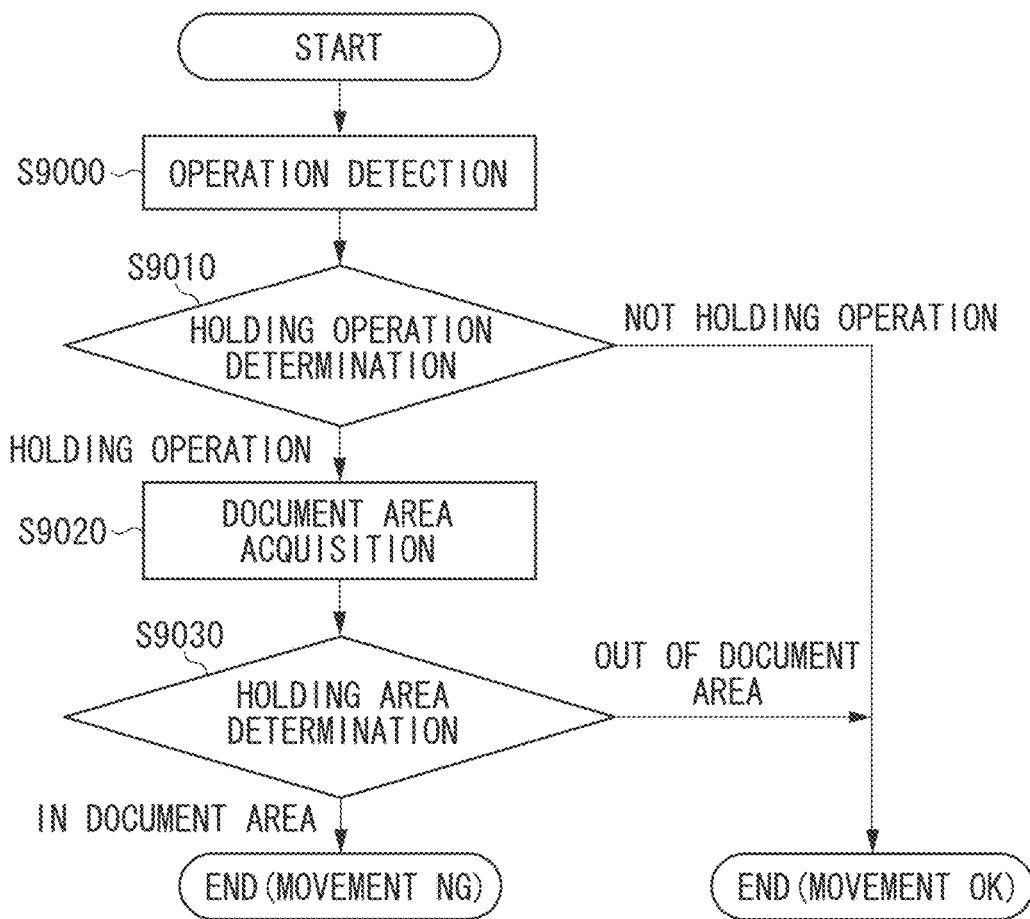 START
S9000
OPERATION DETECTION
S9010
HOLDING OPERATION
DETERMINATION
NOT HOLDING OPERATION
HOLDING OPERATION
S9020
DOCUMENT AREA
ACQUISITION
S9030
HOLDING AREA
DETERMINATION
OUT OF DOCUMENT
AREA
IN DOCUMENT AREA
END(MOVEMENT NG)
END(MOVEMENT OK)